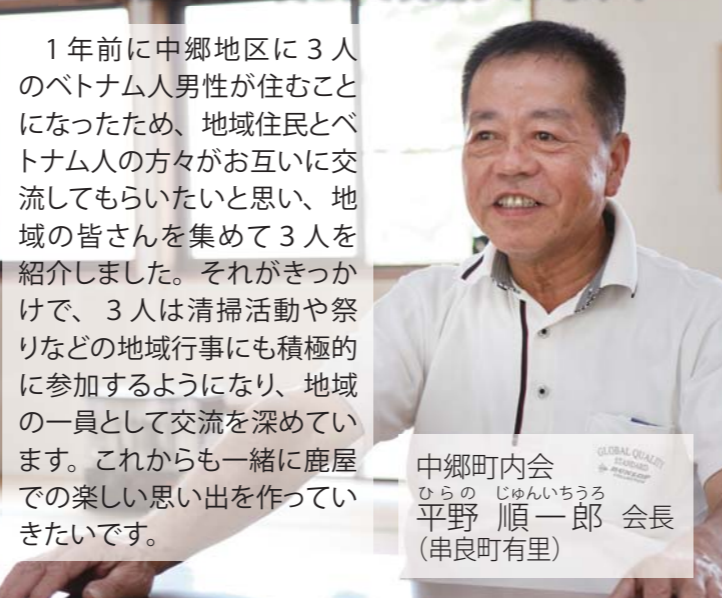 １年前に中郷地区に３人
のベトナム人男性が住むこと
になったため、地域住民とベ
トナム人の方々がお互いに交
流してもらいたいと思い、地
域の皆さんを集めて３人を
紹介しました。それがきっか
けで、３人は清掃活動や祭
りなどの地域行事にも積極的
に参加するようになり、地域
の一員として交流を深めてい
ます。これからも一緒に鹿屋
での楽しい思い出を作ってい
きたいです。
GLOBAL QUALITY
STANDARD
DUNLOP
中郷町内会
ひらの じゅんいちうろ
平野 順一郎 会長
（串良町有里）